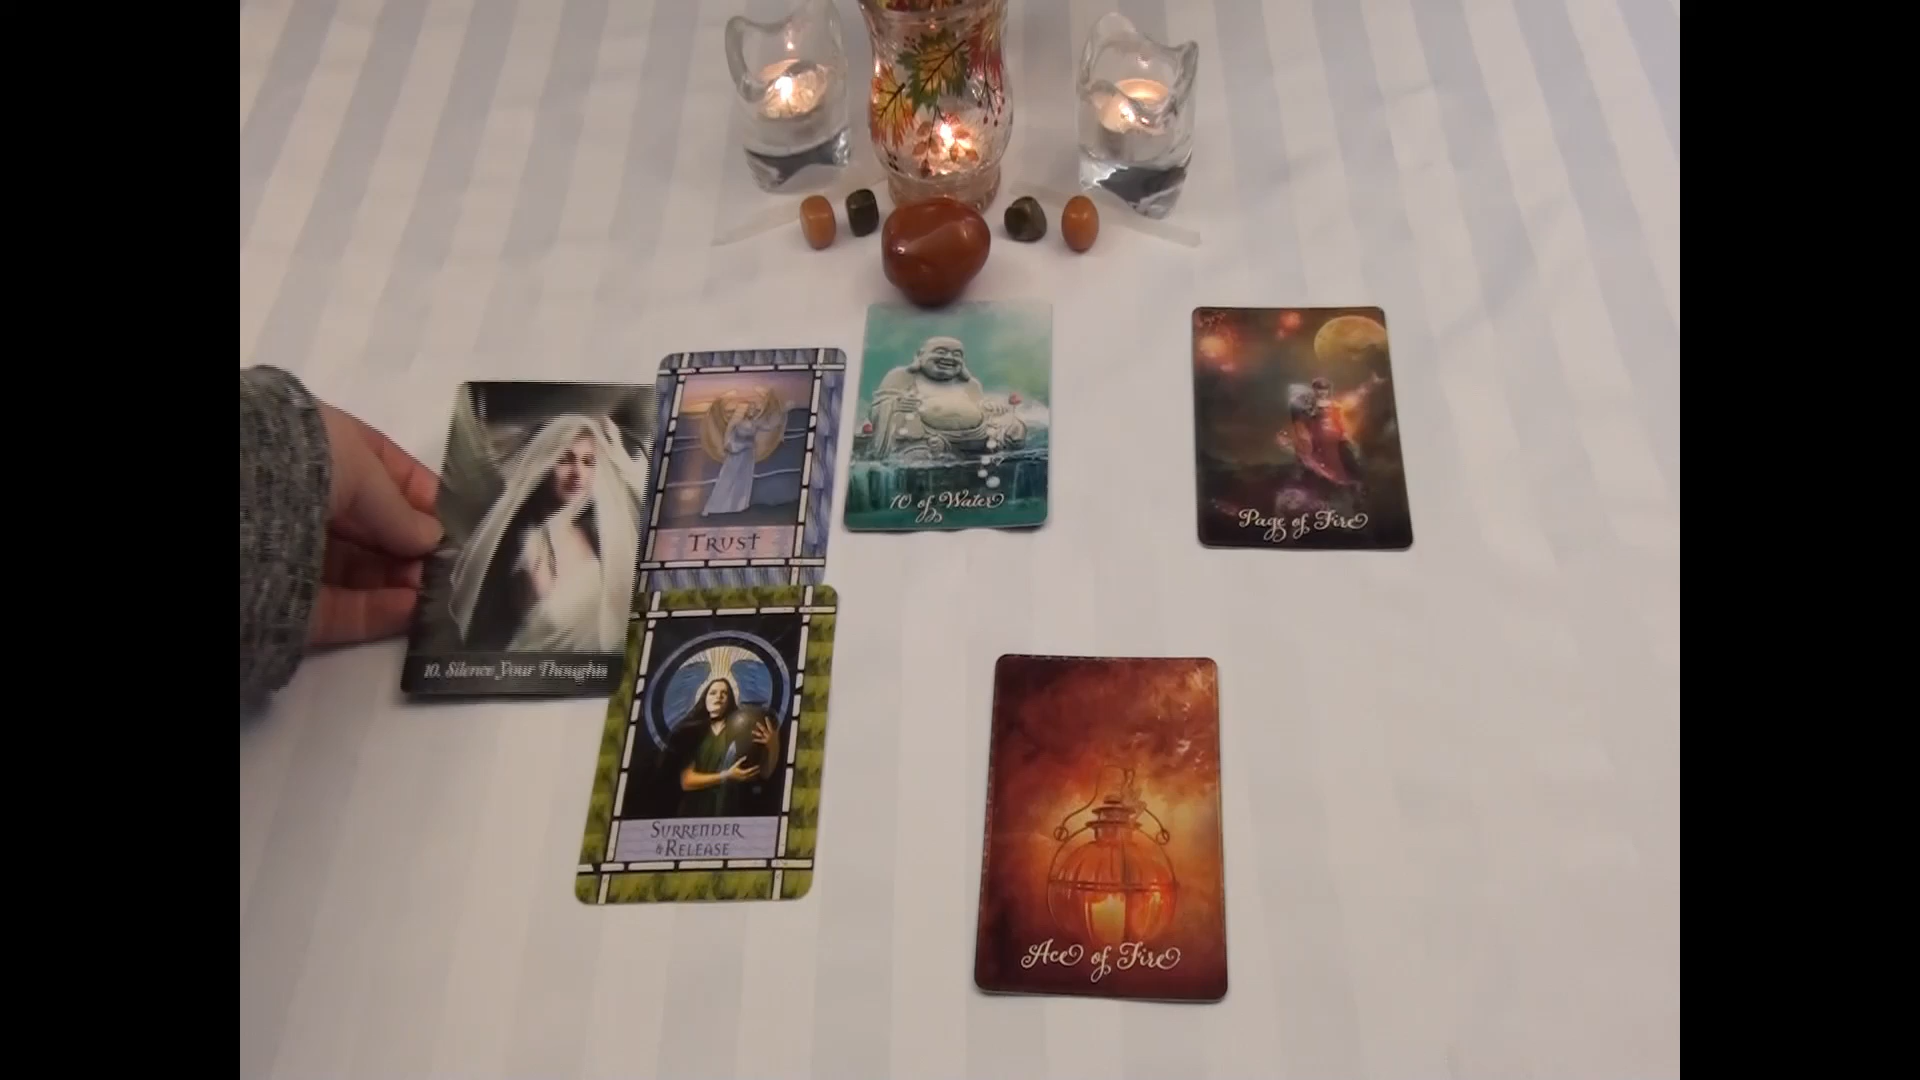 10 of Water
Page of Fire
Trust
10. Silence Your Thoughts
Surrender
& Release
Ace of Fire